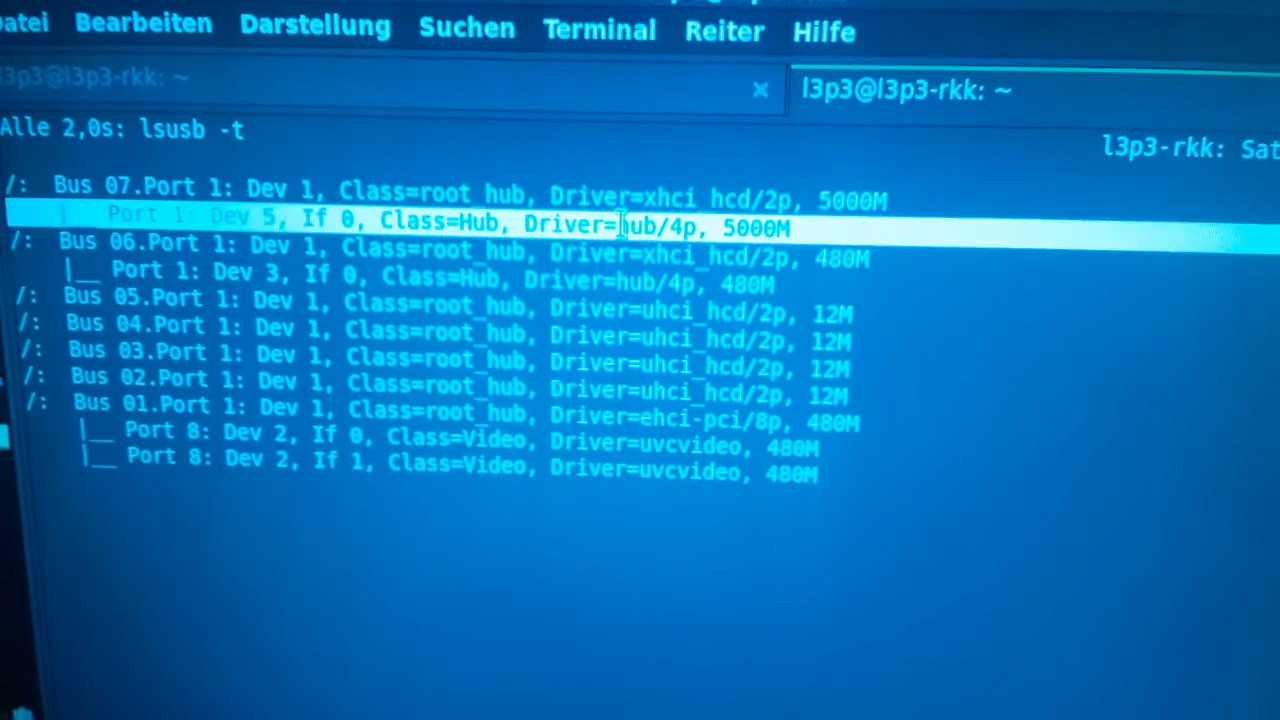 atei Bearbeiten Darstellung Suchen Terminal Reiter Hilfe
l3p3@l3p3-rkk: ~ × l3p3@l3p3-rkk: ~
Alle 2,0s: lsusb -t l3p3-rkk: Sat
/: Bus 07.Port 1: Dev 1, Class=root_hub, Driver=xhci_hcd/2p, 5000M
|__ Port 1: Dev 5, If 0, Class=Hub, Driver=hub/4p, 5000M
/: Bus 06.Port 1: Dev 1, Class=root_hub, Driver=xhci_hcd/2p, 480M
|__ Port 1: Dev 3, If 0, Class=Hub, Driver=hub/4p, 480M
/: Bus 05.Port 1: Dev 1, Class=root_hub, Driver=uhci_hcd/2p, 12M
/: Bus 04.Port 1: Dev 1, Class=root_hub, Driver=uhci_hcd/2p, 12M
/: Bus 03.Port 1: Dev 1, Class=root_hub, Driver=uhci_hcd/2p, 12M
/: Bus 02.Port 1: Dev 1, Class=root_hub, Driver=uhci_hcd/2p, 12M
/: Bus 01.Port 1: Dev 1, Class=root_hub, Driver=ehci-pci/8p, 480M
|__ Port 8: Dev 2, If 0, Class=Video, Driver=uvcvideo, 480M
|__ Port 8: Dev 2, If 1, Class=Video, Driver=uvcvideo, 480M